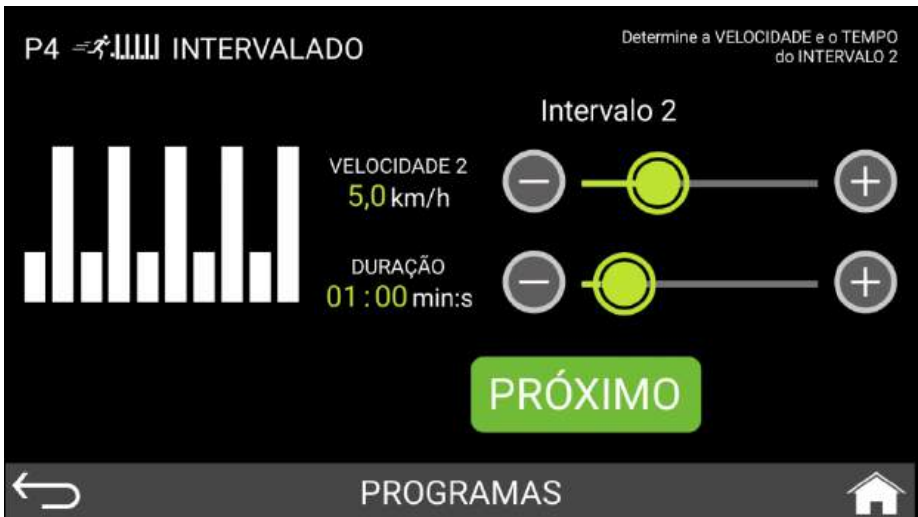 P4 INTERVALADO
Determine a VELOCIDADE e o TEMPO
do INTERVALO 2
Intervalo 2
VELOCIDADE 2
5,0 km/h
DURAÇÃO
01:00 min:s
PRÓXIMO
PROGRAMAS